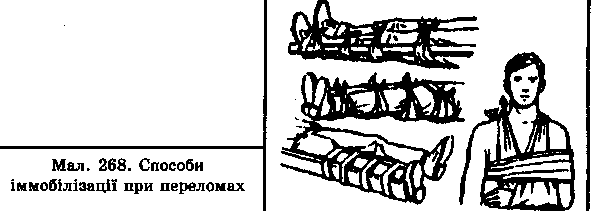 Мал. 268. Способи
іммобілізації при переломах